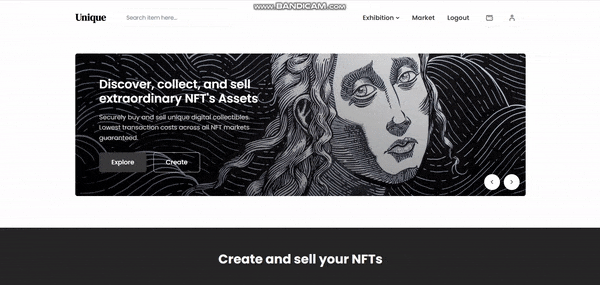 www.BANDICAM.com
Unique
Search item here...
Exhibition
Market
Logout
Discover, collect, and sell
extraordinary NFT's Assets
Securely buy and sell unique digital collectibles.
Lowest transaction costs across all NFT markets
guaranteed.
Explore
Create
Create and sell your NFTs